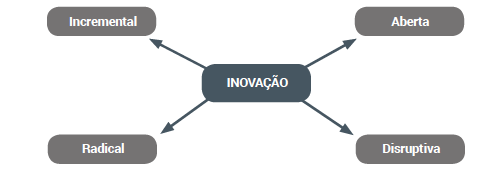 Incremental
Aberta
INOVAÇÃO
Radical
Disruptiva